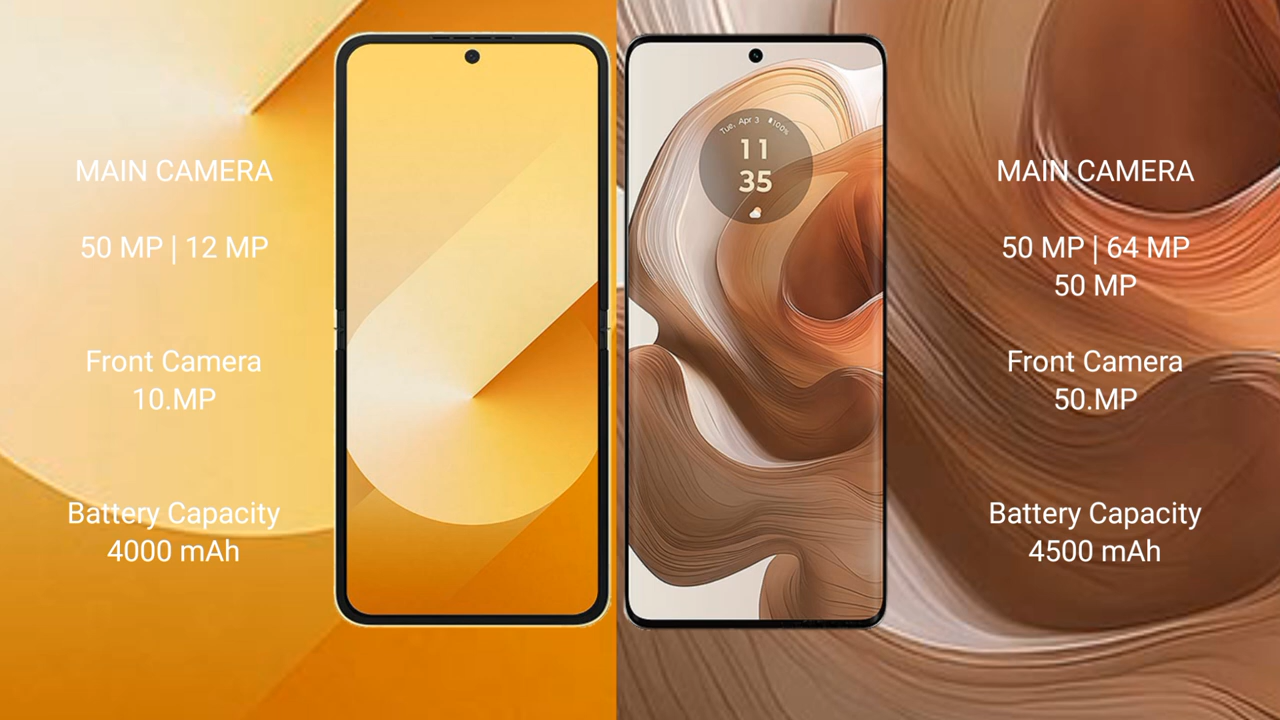 MAIN CAMERA
50 MP | 12 MP
Front Camera
10.MP
Battery Capacity
4000 mAh
Tue, Apr 3 100%
11
35
MAIN CAMERA
50 MP | 64 MP
50 MP
Front Camera
50.MP
Battery Capacity
4500 mAh